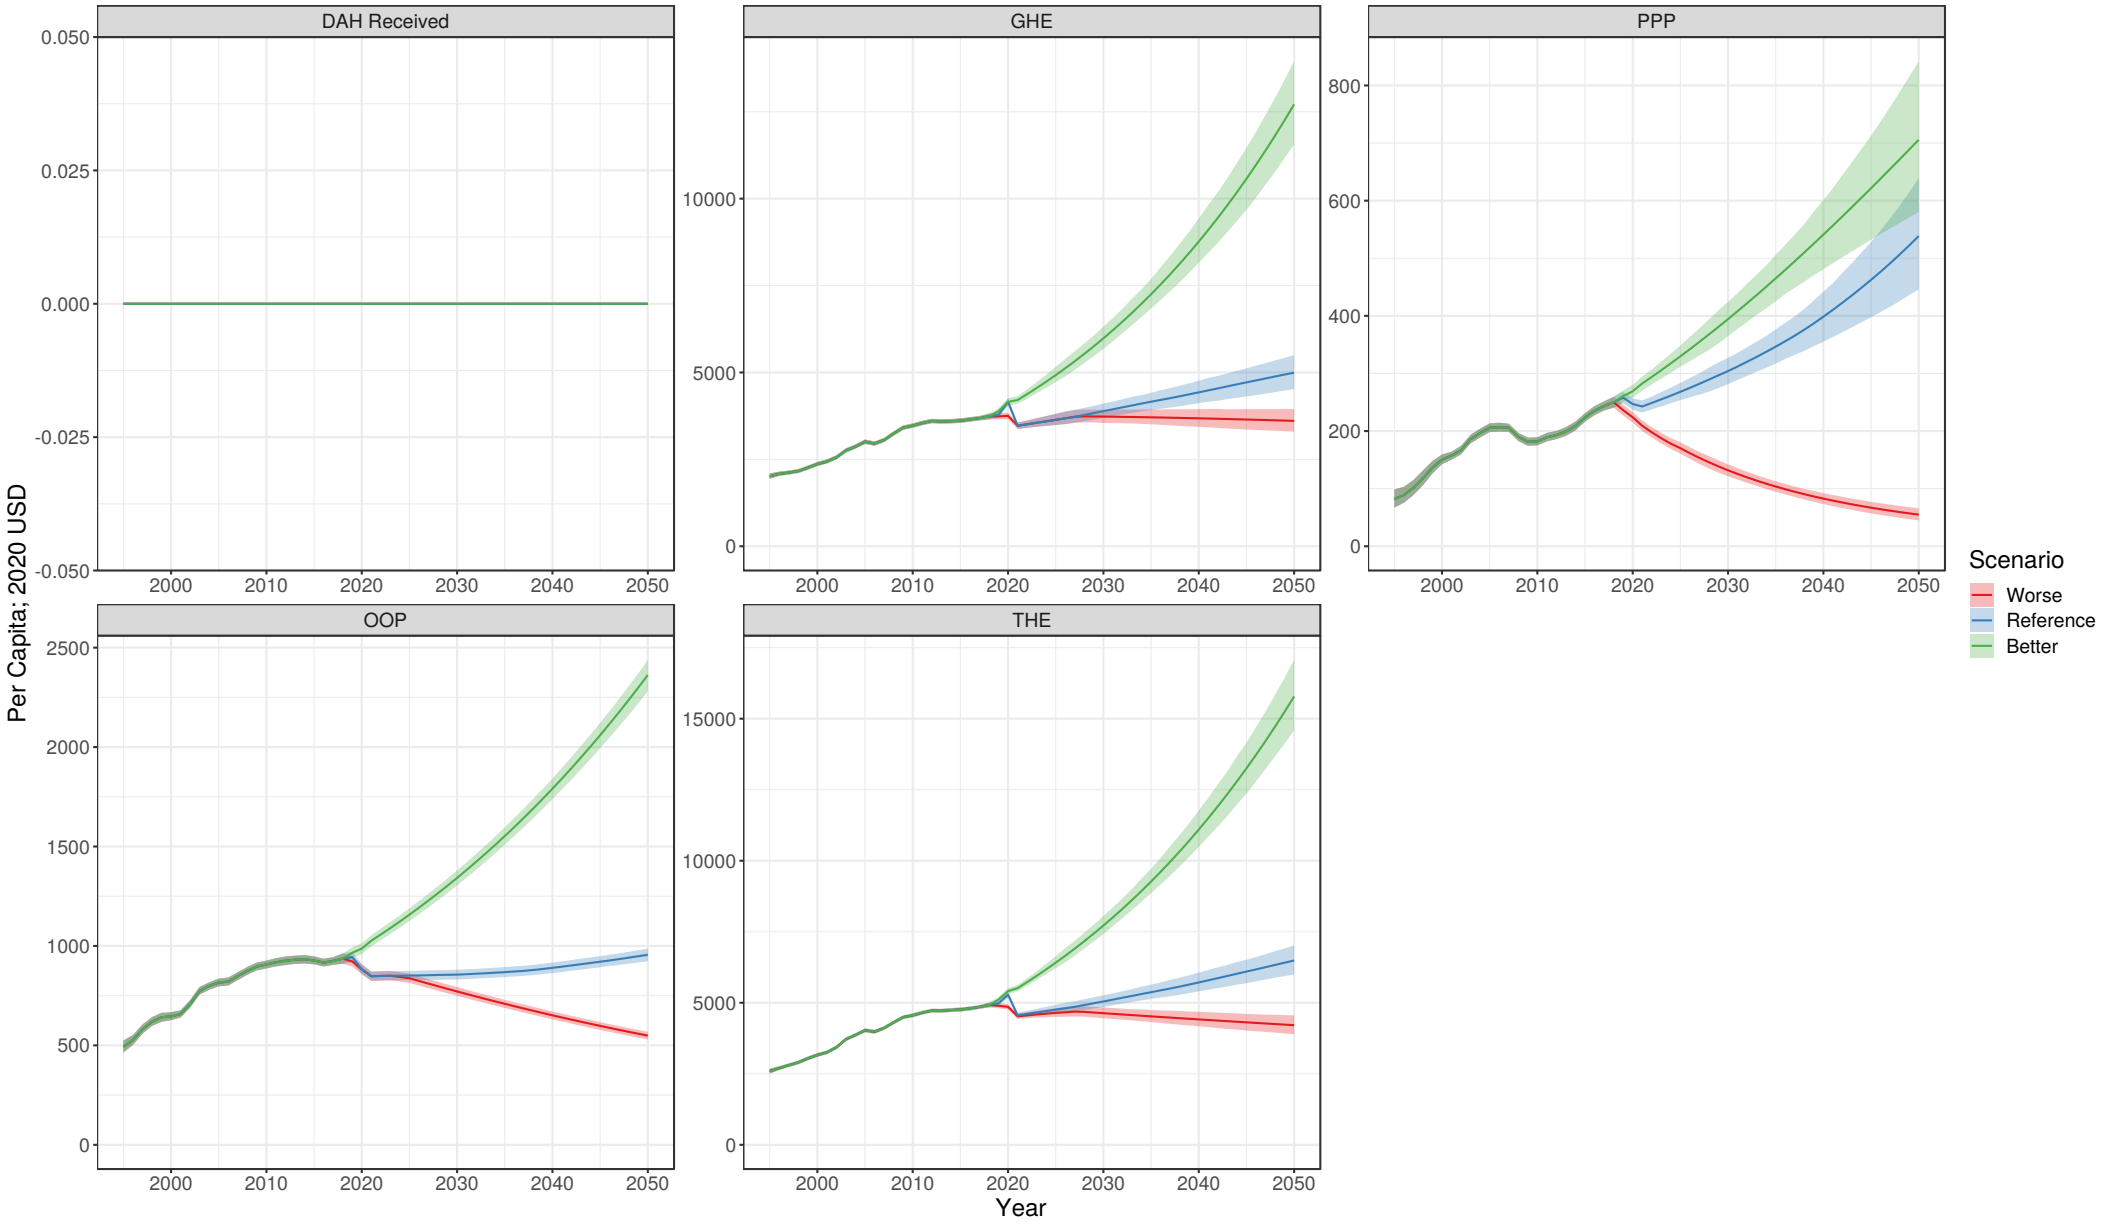 DAH Received
GHE
PPP
0.050
0.025
0.000
-0.025
-0.050
10000
5000
0
800
600
400
200
0
2000 2010 2020 2030 2040 2050
2000 2010 2020 2030 2040 2050
2000 2010 2020 2030 2040 2050
Per Capita; 2020 USD
OOP
THE
2500
2000
1500
1000
500
0
15000
10000
5000
0
2000 2010 2020 2030 2040 2050
2000 2010 2020 2030 2040 2050
Year
Scenario
Worse
Reference
Better